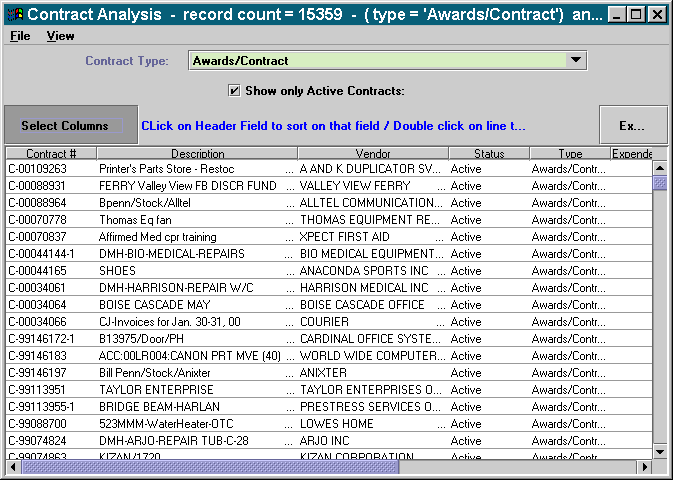 Contract Analysis - record count = 15359 - ( type = 'Awards/Contract') an...
File View
Contract Type: Awards/Contract
Show only Active Contracts:
Select Columns CLick on Header Field to sort on that field / Double click on line t... Ex...
Contract # Description Vendor Status Type Expende
C-00109263 Printer's Parts Store - Restoc ... A AND K DUPLICATOR SV... Active Awards/Contr...
C-00088931 FERRY Valley View FB DISCR FUND ... VALLEY VIEW FERRY ... Active Awards/Contr...
C-00088964 Bpenn/Stock/Alltel ... ALLTEL COMMUNICATION... Active Awards/Contr...
C-00070778 Thomas Eq fan ... THOMAS EQUIPMENT RE... Active Awards/Contr...
C-00070837 Affirmed Med cpr training ... XPECT FIRST AID ... Active Awards/Contr...
C-00044144-1 DMH-BIO-MEDICAL-REPAIRS ... BIO MEDICAL EQUIPMENT... Active Awards/Contr...
C-00044165 SHOES ... ANACONDA SPORTS INC ... Active Awards/Contr...
C-00034061 DMH-HARRISON-REPAIR W/C ... HARRISON MEDICAL INC ... Active Awards/Contr...
C-00034064 BOISE CASCADE MAY ... BOISE CASCADE OFFICE ... Active Awards/Contr...
C-00034066 CJ-Invoices for Jan. 30-31, 00 ... COURIER ... Active Awards/Contr...
C-99146172-1 B13975/Door/PH ... CARDINAL OFFICE SYSTE... Active Awards/Contr...
C-99146183 ACC:00LR004:CANON PRT MVE (40) ... WORLD WIDE COMPUTER... Active Awards/Contr...
C-99146197 Bill Penn/Stock/Anixter ... ANIXTER ... Active Awards/Contr...
C-99113951 TAYLOR ENTERPRISE ... TAYLOR ENTERPRISES O... Active Awards/Contr...
C-99113955-1 BRIDGE BEAM-HARLAN ... PRESTRESS SERVICES O... Active Awards/Contr...
C-99088700 523MMM-WaterHeater-OTC ... LOWES HOME ... Active Awards/Contr...
C-99074824 DMH-ARJO-REPAIR TUB-C-28 ... ARJO INC ... Active Awards/Contr...
C-99074863 KIZAN/1720 ... KIZAN CORPORATION ... Active Awards/Contr...